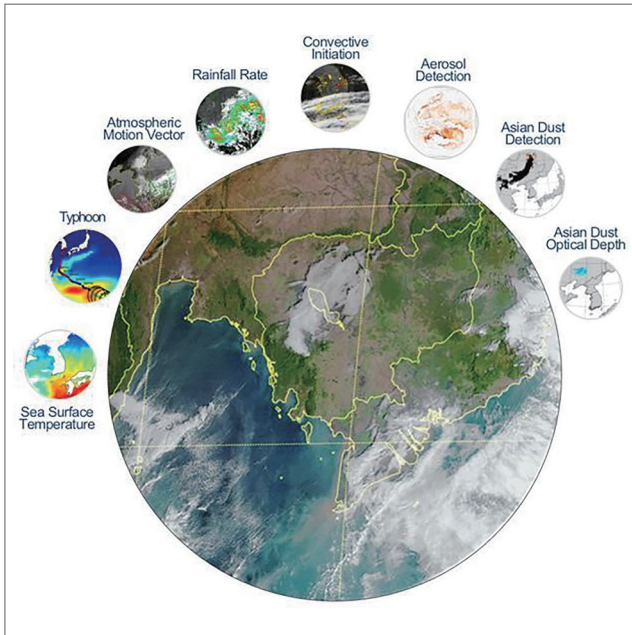 Convective
Initiation
Rainfall Rate
Aerosol
Detection
Atmospheric
Motion Vector
Asian Dust
Detection
Typhoon
Asian Dust
Optical Depth
Sea Surface
Temperature